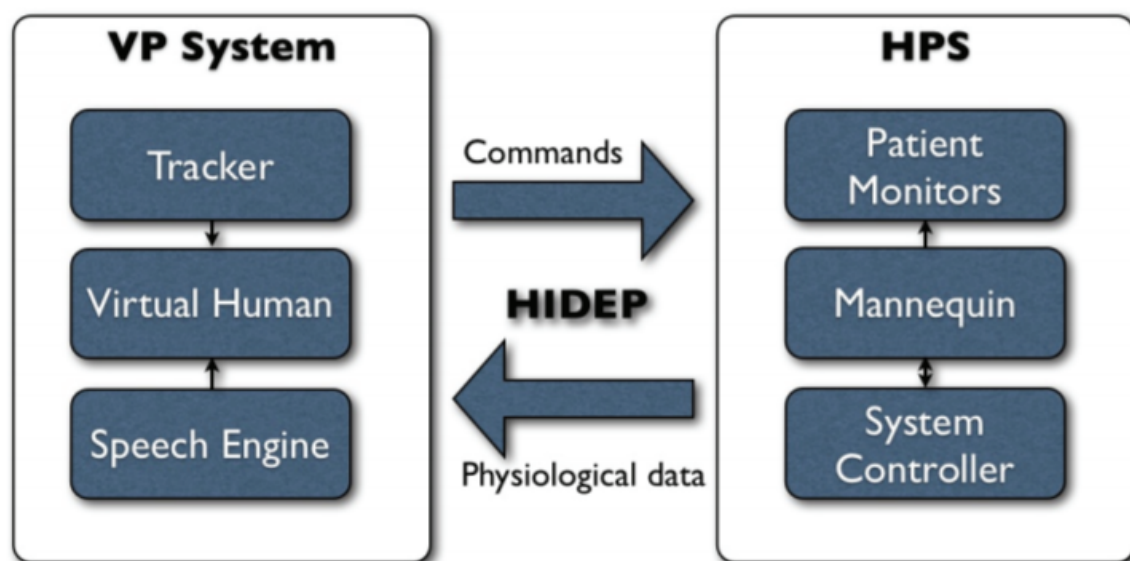 VP System
Tracker
Virtual Human
Speech Engine
Commands
HIDEP
Physiological data
HPS
Patient
Monitors
Mannequin
System
Controller